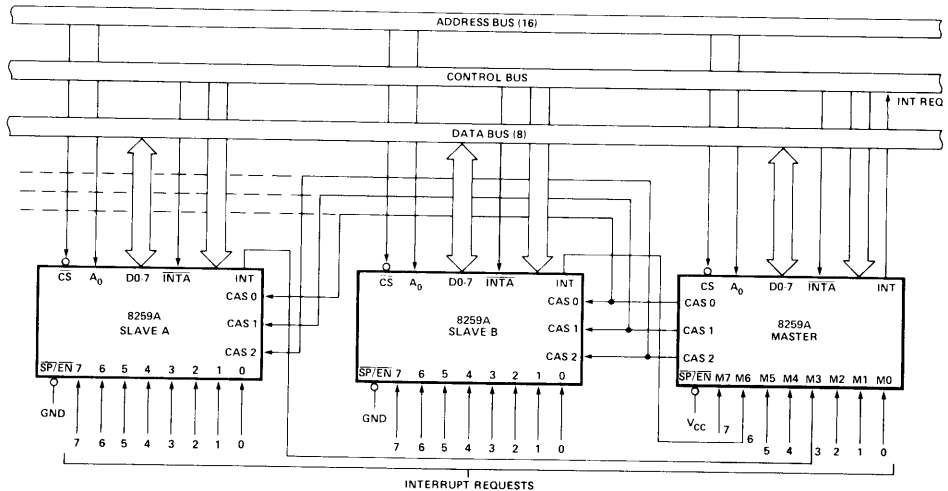 ADDRESS BUS (16)
CONTROL BUS
INT REQ
DATA BUS (8)
CS A0 D0-7 INTA INT
8259A
SLAVE A
CAS 0
CAS 1
CAS 2
SP/EN 7 6 5 4 3 2 1 0
GND
7 6 5 4 3 2 1 0
CS A0 D0-7 INTA INT
8259A
SLAVE B
CAS 0
CAS 1
CAS 2
SP/EN 7 6 5 4 3 2 1 0
GND
7 6 5 4 3 2 1 0
CS A0 D0-7 INTA INT
CAS 0
8259A
MASTER
CAS 1
CAS 2
SP/EN M7 M6 M5 M4 M3 M2 M1 M0
VCC
7 6 5 4 3 2 1 0
INTERRUPT REQUESTS